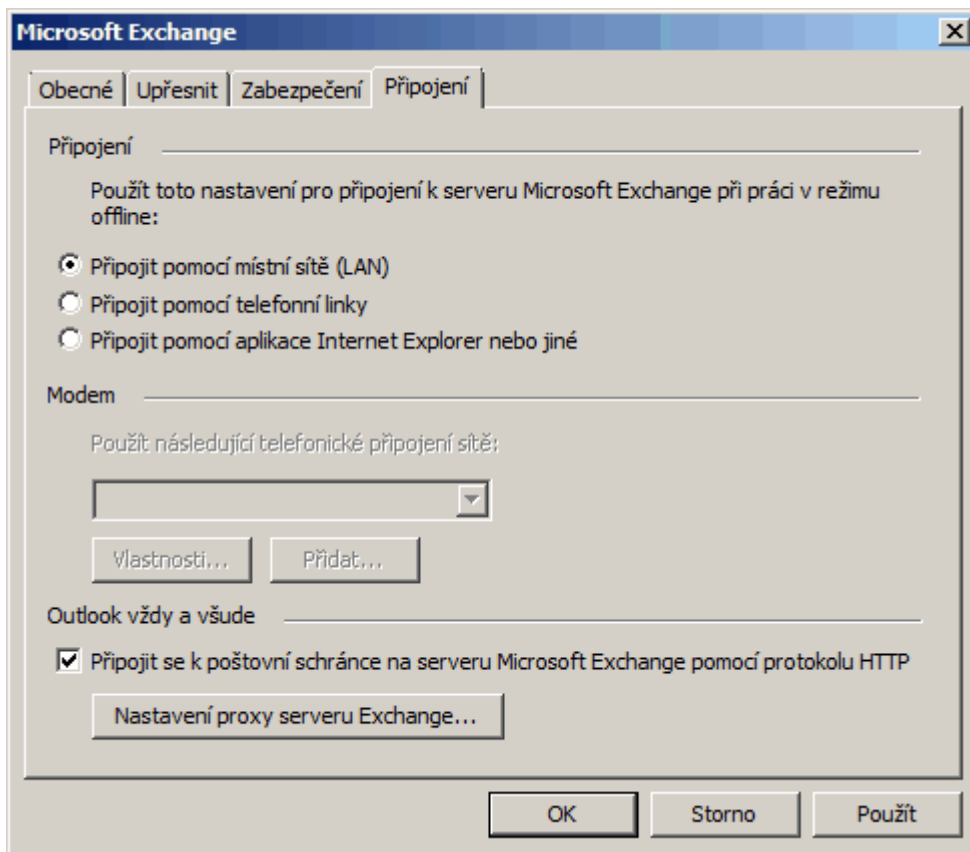 Microsoft Exchange
Obecné
Upřesnit
Zabezpečení
Připojení
Připojení
Použít toto nastavení pro připojení k serveru Microsoft Exchange při práci v režimu
offline:
Připojit pomocí místní sítě (LAN)
Připojit pomocí telefonní linky
Připojit pomocí aplikace Internet Explorer nebo jiné
Modem
Použít následující telefonické připojení sítě:
Vlastnosti...
Přidat...
Outlook vždy a všude
Připojit se k poštovní schránce na serveru Microsoft Exchange pomocí protokolu HTTP
Nastavení proxy serveru Exchange...
OK
Storno
Použít